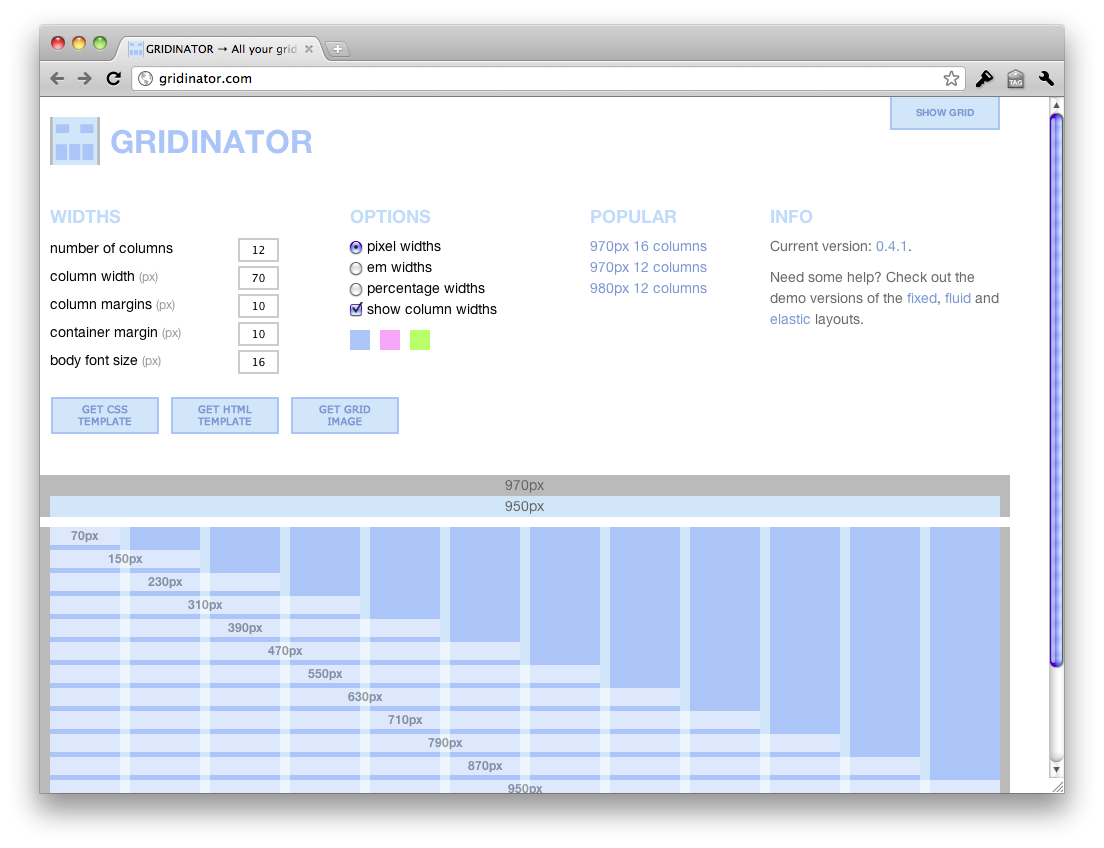 GRIDINATOR → All your grid
gridinator.com
TAG
SHOW GRID
GRIDINATOR
WIDTHS
number of columns 12
column width (px) 70
column margins (px) 10
container margin (px) 10
body font size (px) 16
OPTIONS
pixel widths
em widths
percentage widths
show column widths
POPULAR
970px 16 columns
970px 12 columns
980px 12 columns
INFO
Current version: 0.4.1.
Need some help? Check out the
demo versions of the fixed, fluid and
elastic layouts.
GET CSS
TEMPLATE
GET HTML
TEMPLATE
GET GRID
IMAGE
970px
950px
70px
150px
230px
310px
390px
470px
550px
630px
710px
790px
870px
950px